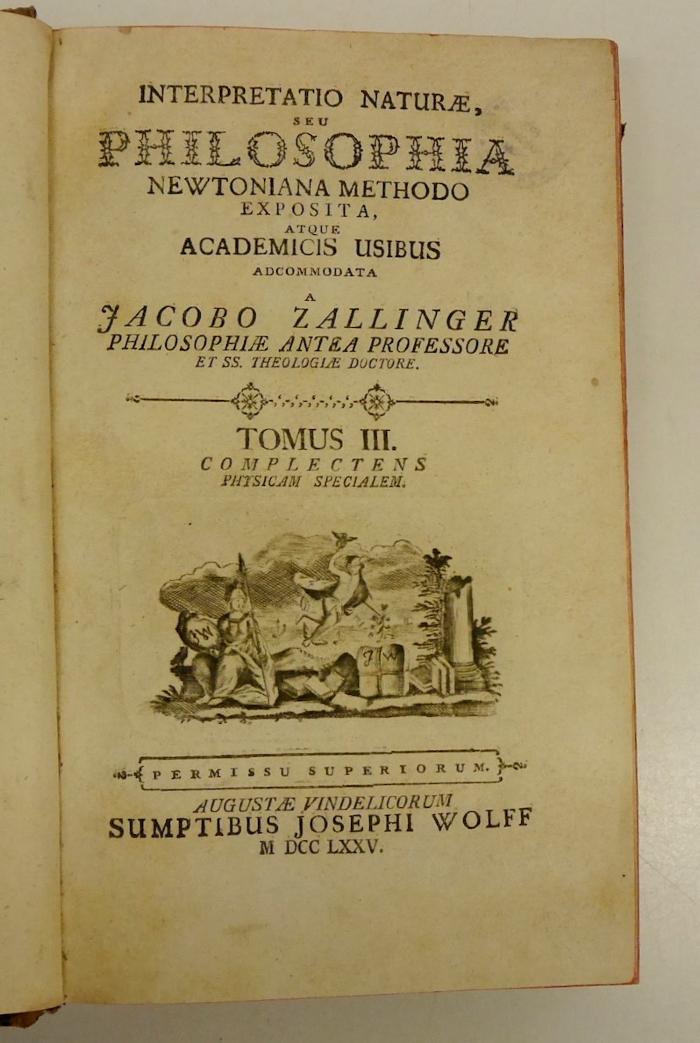 INTERPRETATIO NATURÆ,
SEU
PHILOSOPHIA
NEWTONIANA METHODO
EXPOSITA,
ATQUE
ACADEMICIS USIBUS
ADCOMMODATA
A
JACOBO ZALLINGER
PHILOSOPHIÆ ANTEA PROFESSORE
ET SS. THEOLOGIÆ DOCTORE.
TOMUS III.
COMPLECTENS
PHYSICAM SPECIALEM.
JW
J W
PERMISSU SUPERIORUM.
AUGUSTÆ VINDELICORUM
SUMPTIBUS JOSEPHI WOLFF
M DCC LXXV.